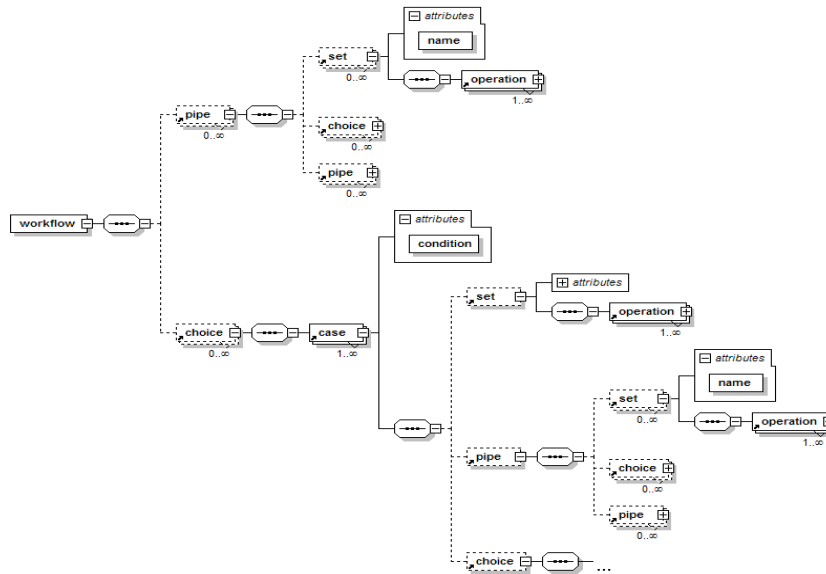 attributes
name
set
0..∞
operation
1..∞
pipe
0..∞
choice
0..∞
pipe
0..∞
workflow
attributes
condition
choice
0..∞
case
1..∞
attributes
set
operation
1..∞
attributes
name
set
0..∞
operation
1..∞
pipe
choice
0..∞
pipe
0..∞
choice
...